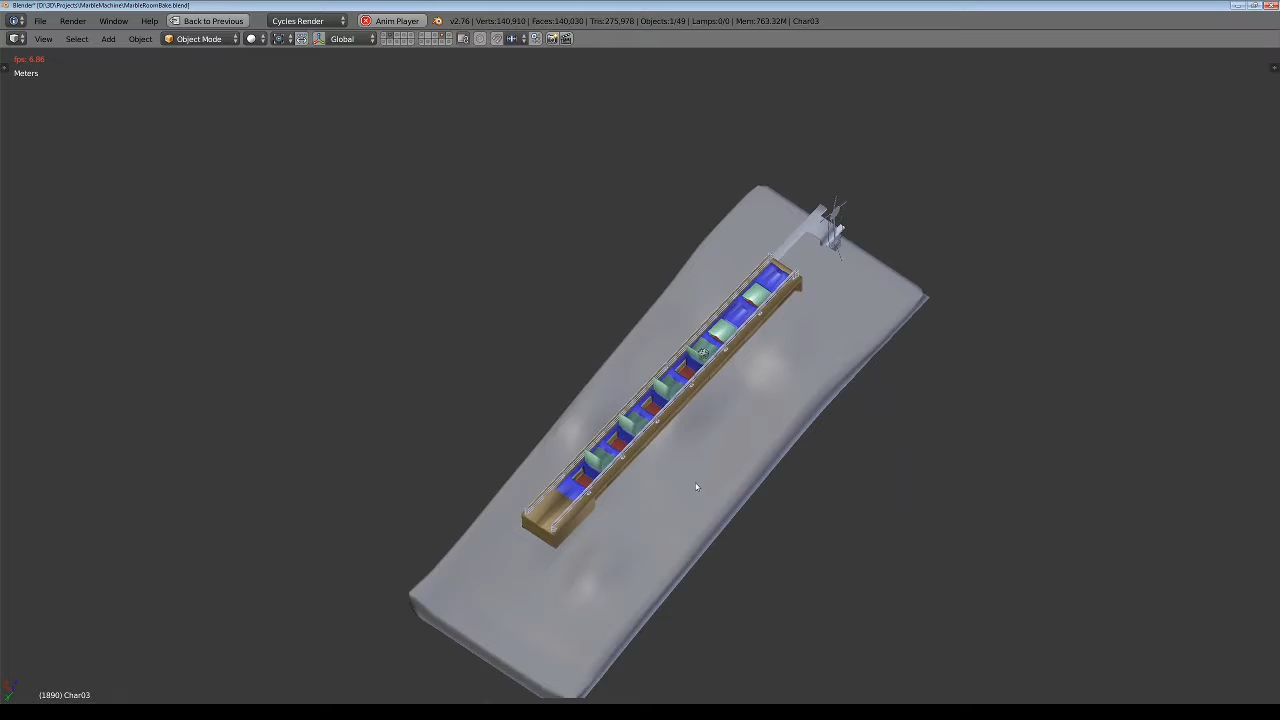 Blender* [D:\3D\Projects\MarbleMachine\MarbleRoomBake.blend]
File Render Window Help Back to Previous Cycles Render Anim Player v2.76 | Verts:140,910 | Faces:140,030 | Tris:275,978 | Objects:1/49 | Lamps:0/0 | Mem:763.32M | Char03
View Select Add Object Object Mode Global
fps: 6.86
Meters
(1890) Char03